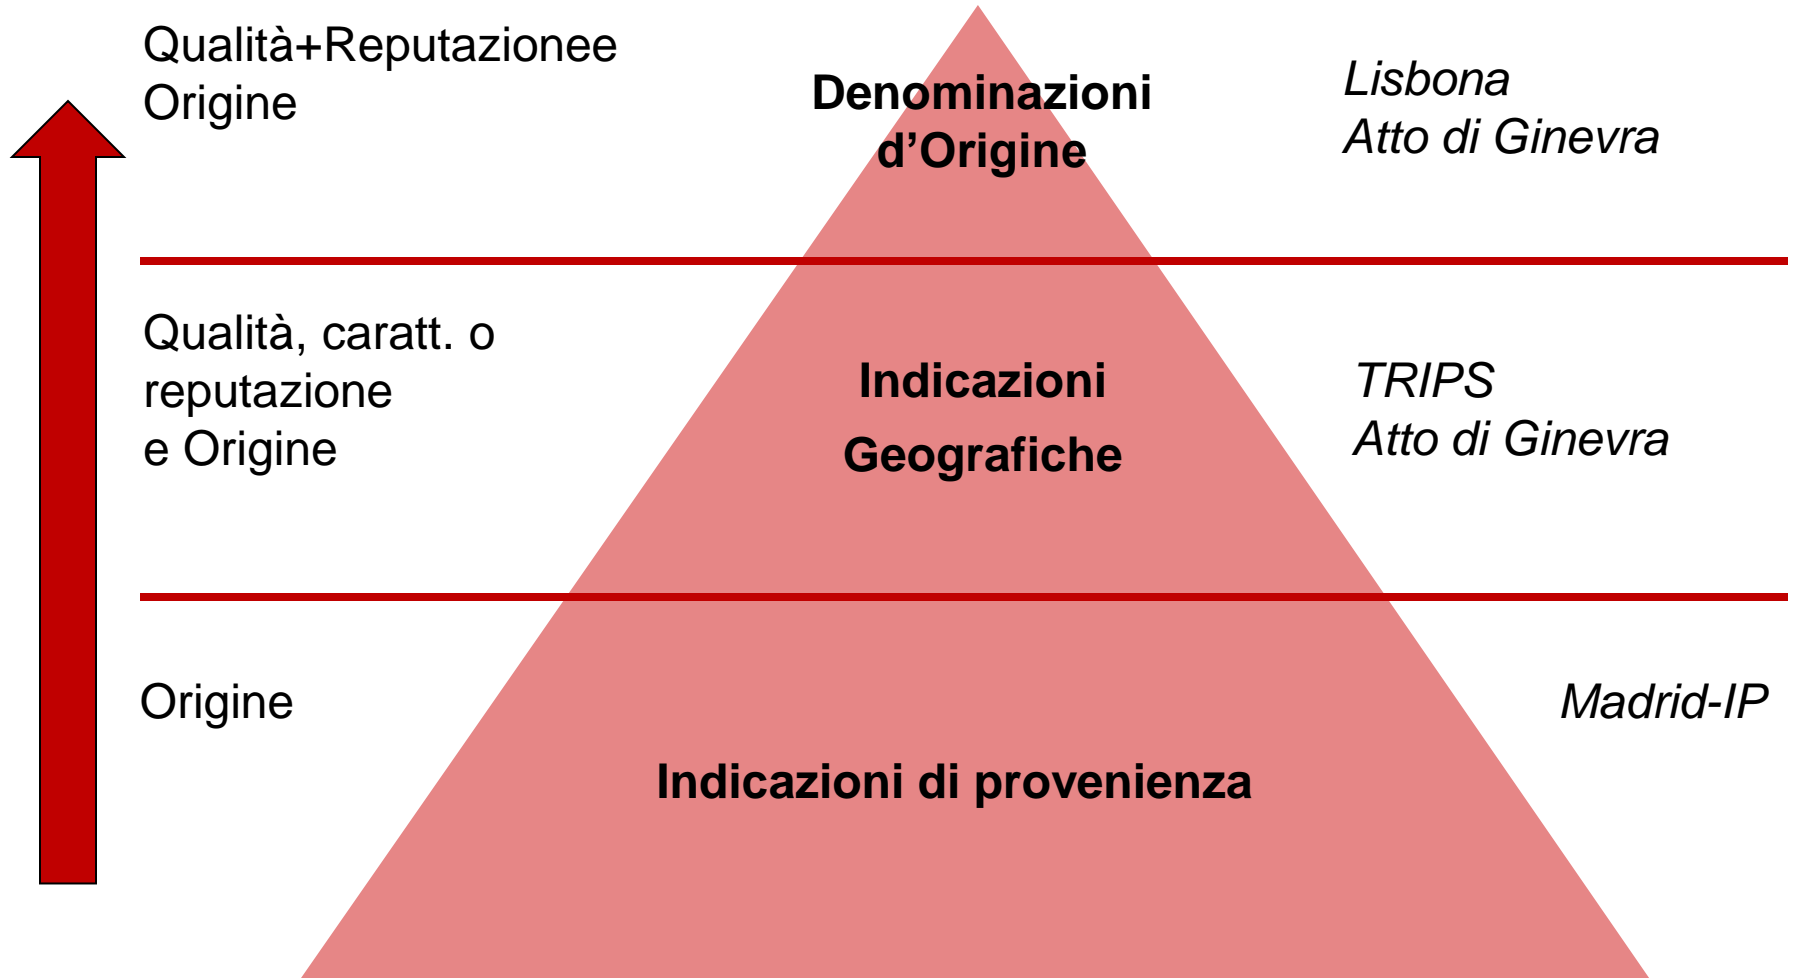 Qualità+Reputazionee
Origine
Denominazioni
d’Origine
Lisbona
Atto di Ginevra
Qualità, caratt. o
reputazione
e Origine
Indicazioni
Geografiche
TRIPS
Atto di Ginevra
Origine
Madrid-IP
Indicazioni di provenienza